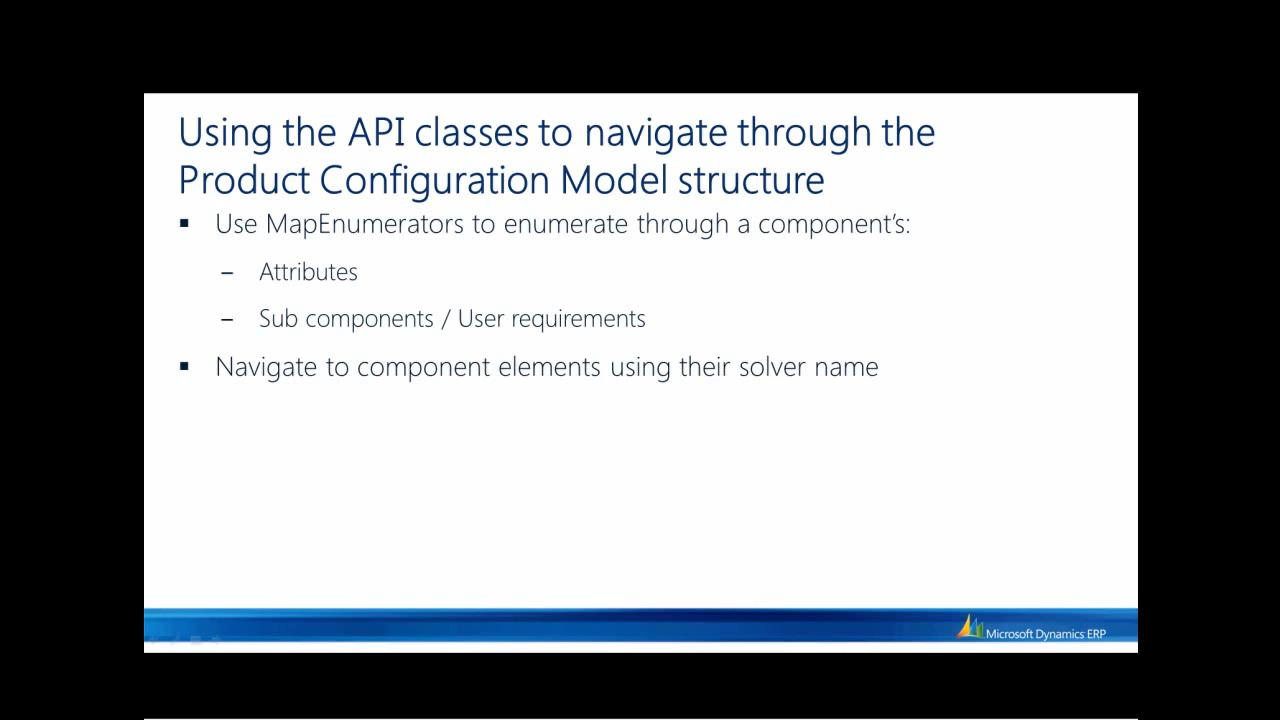 Using the API classes to navigate through the
Product Configuration Model structure
▪ Use MapEnumerators to enumerate through a component’s:
– Attributes
– Sub components / User requirements
▪ Navigate to component elements using their solver name
Microsoft Dynamics ERP